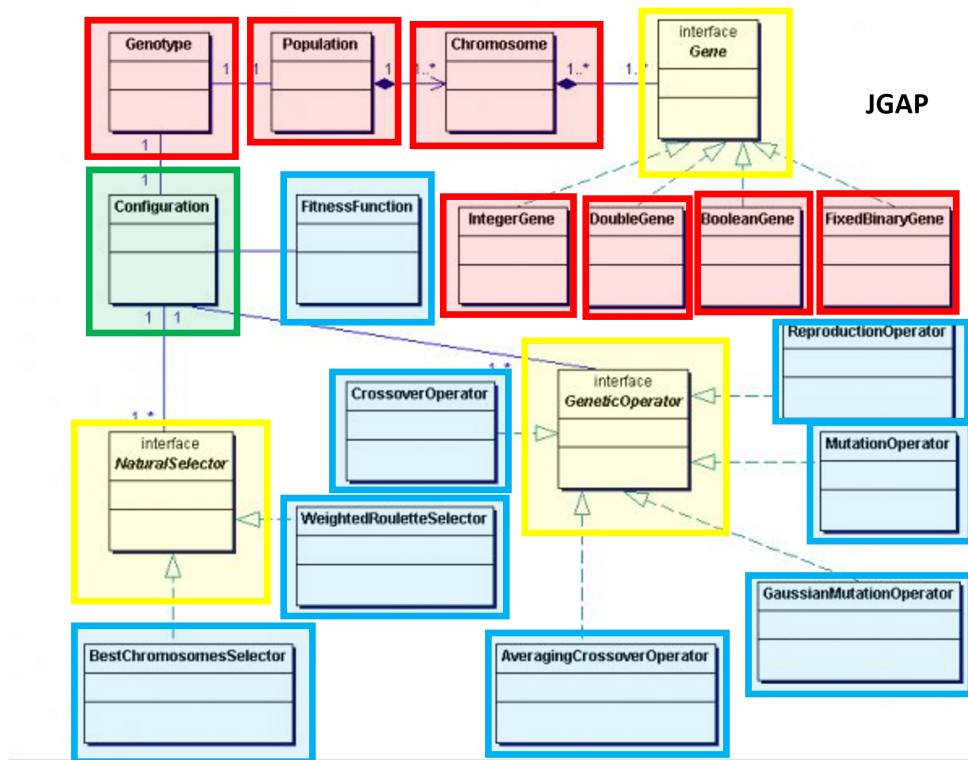 Genotype
Population
Chromosome
interface
Gene
JGAP
1
1
1
1..*
1..*
1..*
1
1
Configuration
FitnessFunction
IntegerGene
DoubleGene
BooleanGene
FixedBinaryGene
1
1
ReproductionOperator
1..*
interface
GeneticOperator
CrossoverOperator
1..*
interface
NaturalSelector
MutationOperator
WeightedRouletteSelector
GaussianMutationOperator
BestChromosomesSelector
AveragingCrossoverOperator